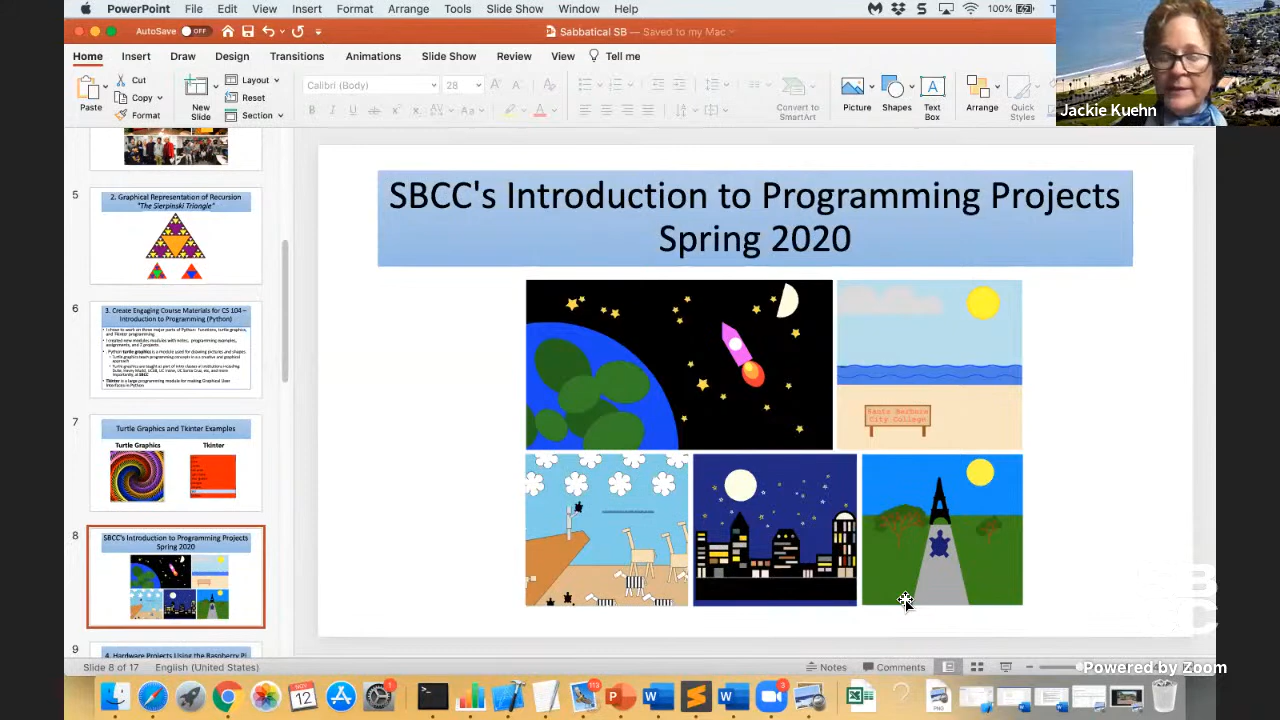 PowerPoint File Edit View Insert Format Arrange Tools Slide Show Window Help 100%
AutoSave OFF Sabbatical SB — Saved to my Mac
Home Insert Draw Design Transitions Animations Slide Show Review View Tell me
Paste Cut Copy Format New Slide Layout Reset Section Calibri (Body) 28 Convert to SmartArt Picture Shapes Text Box Arrange Quick Styles
Jackie Kuehn
5
2. Graphical Representation of Recursion
"The Sierpinski Triangle"
6
3. Create Engaging Course Materials for CS 104 –
Introduction to Programming (Python)
7
Turtle Graphics and Tkinter Examples
Turtle Graphics Tkinter
8
SBCC's Introduction to Programming Projects
Spring 2020
9
4. Hardware Projects Using the Raspberry Pi
SBCC's Introduction to Programming Projects
Spring 2020
Santa Barbara
City College
Slide 8 of 17 English (United States) Notes Comments
Powered by Zoom
NOV
12
113
3
PNG